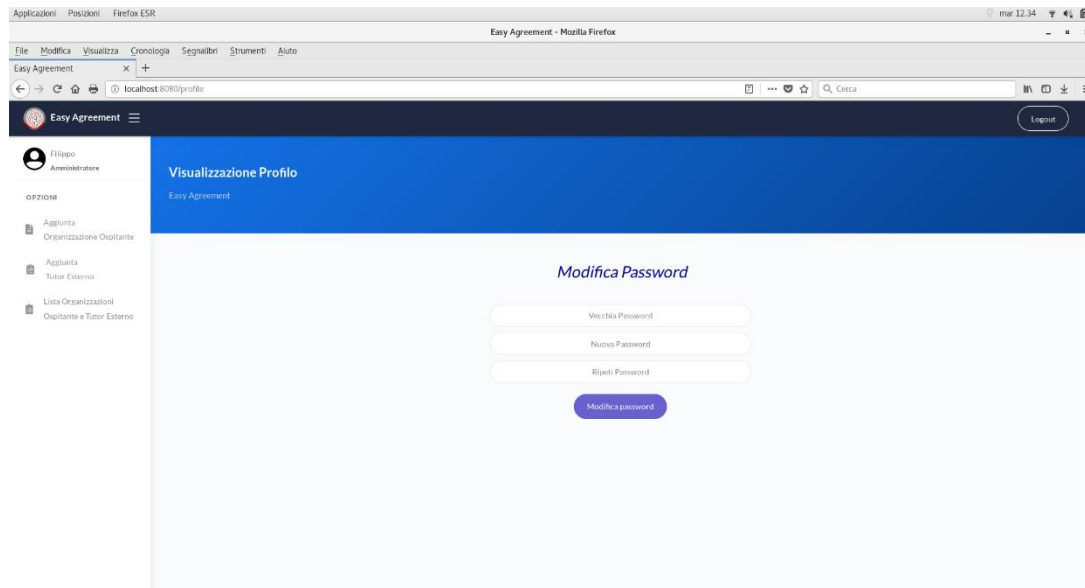 Applicazioni Posizioni Firefox ESR mar 12.34
Easy Agreement - Mozilla Firefox
File Modifica Visualizza Cronologia Segnalibri Strumenti Aiuto
Easy Agreement
localhost:8080/profile Cerca
Easy Agreement Logout
Filippo
Amministratore
Visualizzazione Profilo
Easy Agreement
OPZIONI
Aggiunta
Organizzazione Ospitante
Aggiunta
Tutor Esterno
Lista Organizzazioni
Ospitante e Tutor Esterno
Modifica Password
Vecchia Password
Nuova Password
Ripeti Password
Modifica password